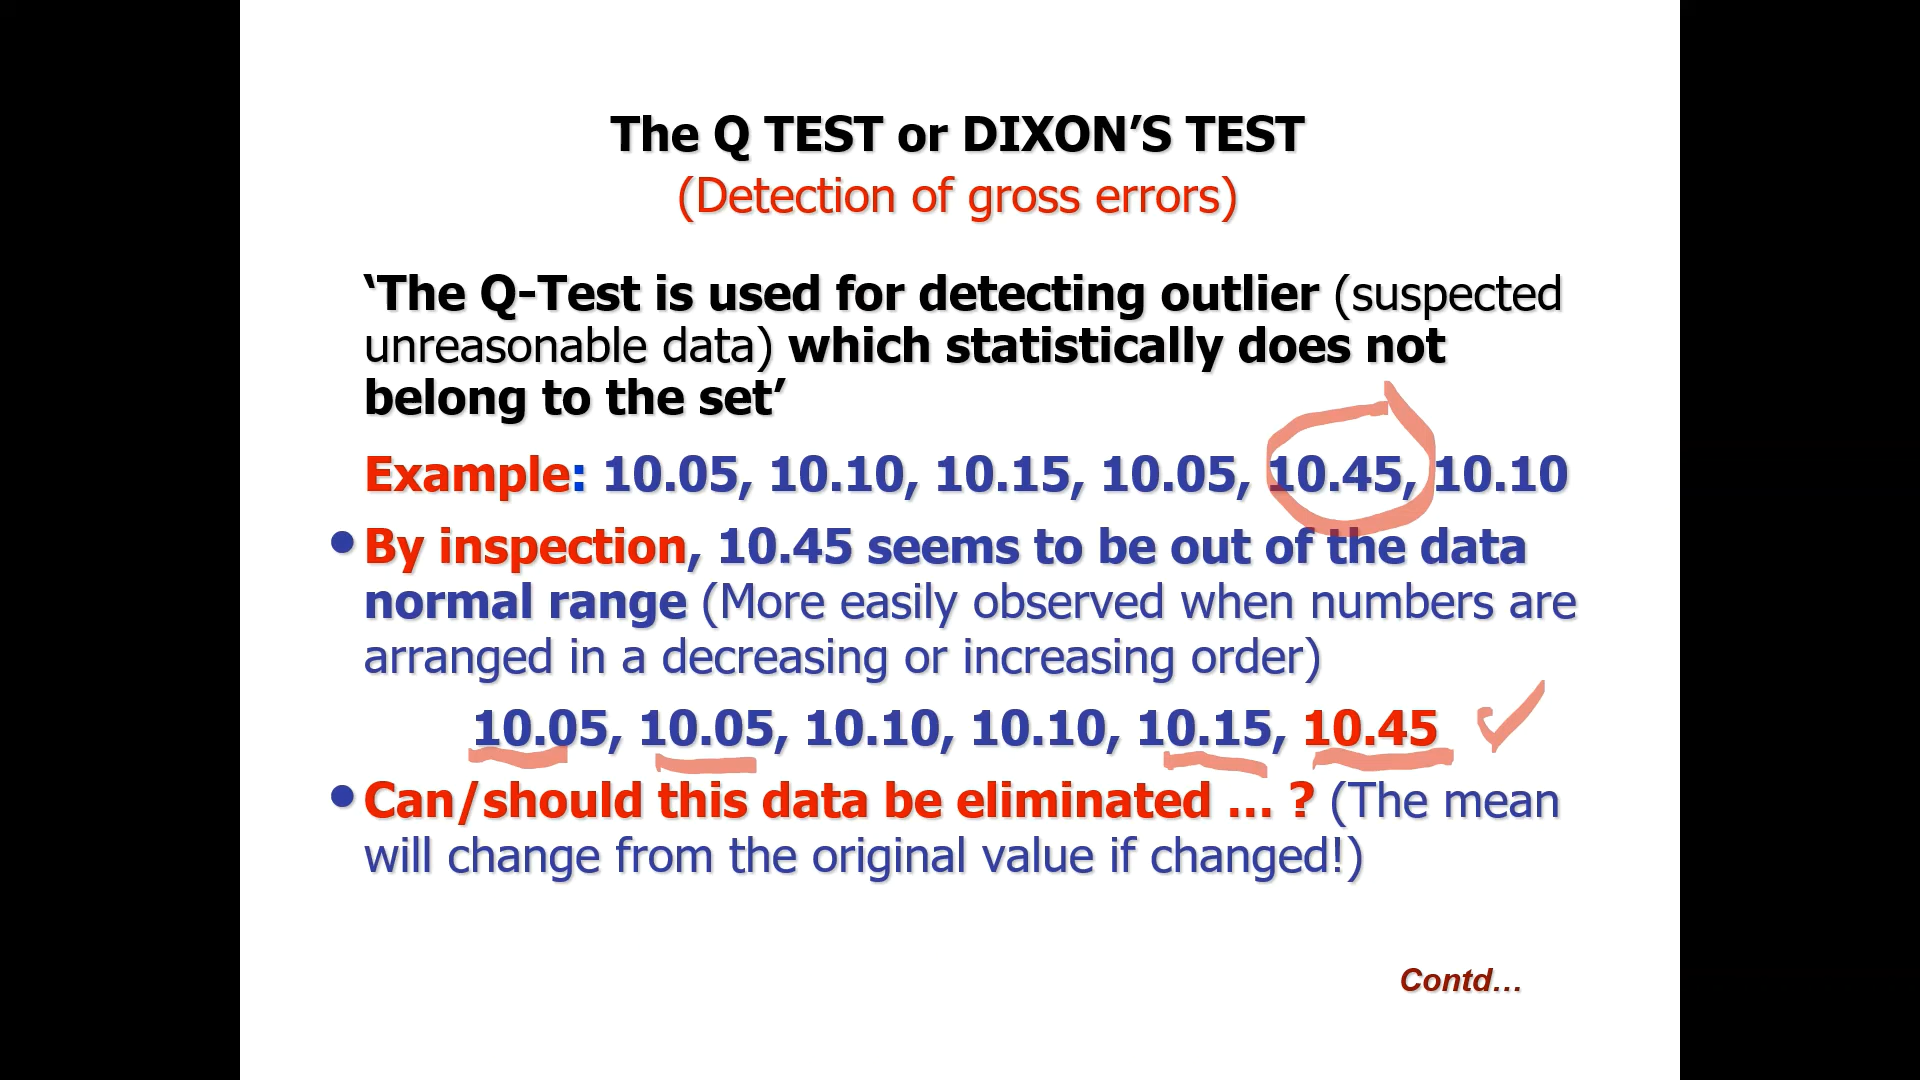 The Q TEST or DIXON’S TEST
(Detection of gross errors)
‘The Q-Test is used for detecting outlier (suspected
unreasonable data) which statistically does not
belong to the set’
Example: 10.05, 10.10, 10.15, 10.05, 10.45, 10.10
• By inspection, 10.45 seems to be out of the data
normal range (More easily observed when numbers are
arranged in a decreasing or increasing order)
10.05, 10.05, 10.10, 10.10, 10.15, 10.45
• Can/should this data be eliminated … ? (The mean
will change from the original value if changed!)
Contd…